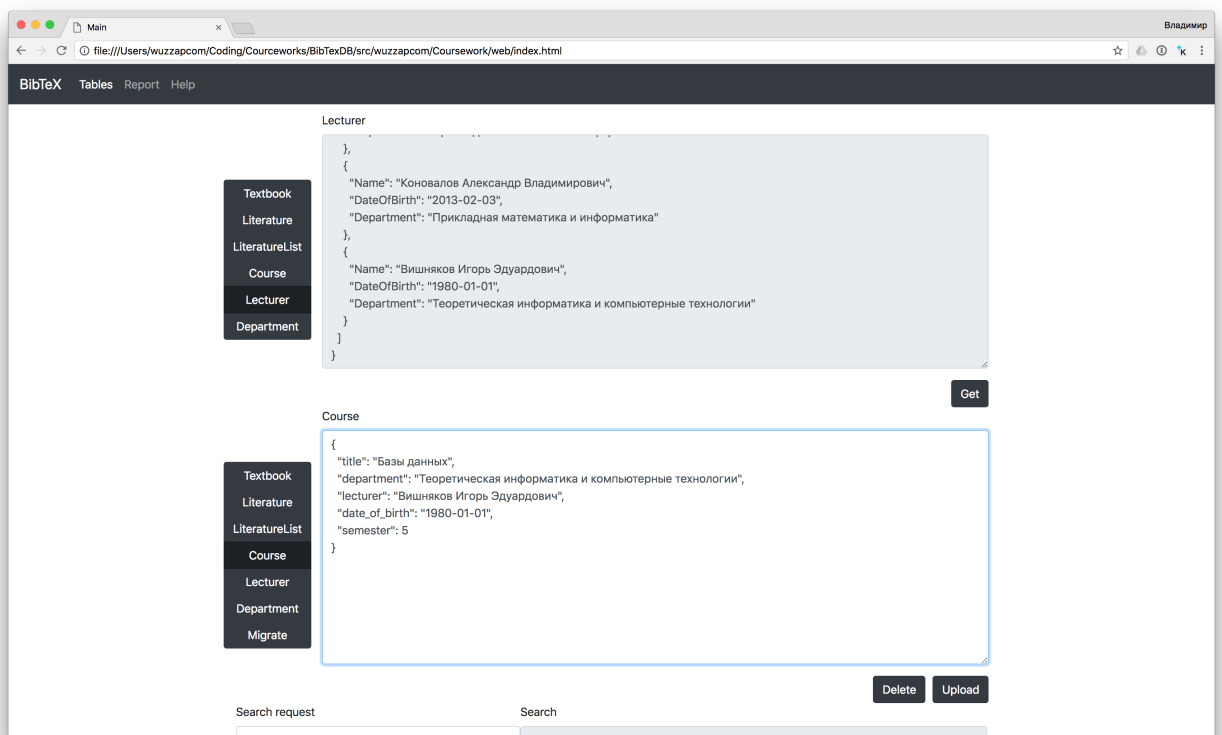 Main
Владимир
file:///Users/wuzzapcom/Coding/Courceworks/BibTexDB/src/wuzzapcom/Coursework/web/index.html
BibTeX Tables Report Help
Lecturer
},
{
"Name": "Коновалов Александр Владимирович",
"DateOfBirth": "2013-02-03",
"Department": "Прикладная математика и информатика"
},
{
"Name": "Вишняков Игорь Эдуардович",
"DateOfBirth": "1980-01-01",
"Department": "Теоретическая информатика и компьютерные технологии"
}
]
}
Textbook
Literature
LiteratureList
Course
Lecturer
Department
Get
Course
{
"title": "Базы данных",
"department": "Теоретическая информатика и компьютерные технологии",
"lecturer": "Вишняков Игорь Эдуардович",
"date_of_birth": "1980-01-01",
"semester": 5
}
Textbook
Literature
LiteratureList
Course
Lecturer
Department
Migrate
Delete Upload
Search request Search